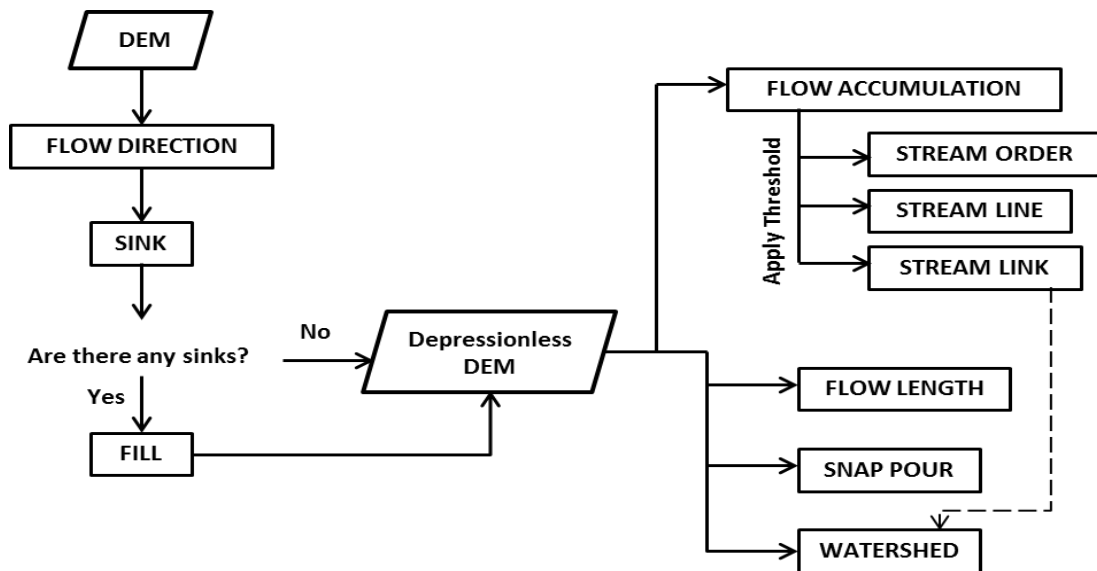 DEM
FLOW DIRECTION
SINK
Are there any sinks?
No
Yes
FILL
Depressionless
DEM
FLOW ACCUMULATION
Apply Threshold
STREAM ORDER
STREAM LINE
STREAM LINK
FLOW LENGTH
SNAP POUR
WATERSHED